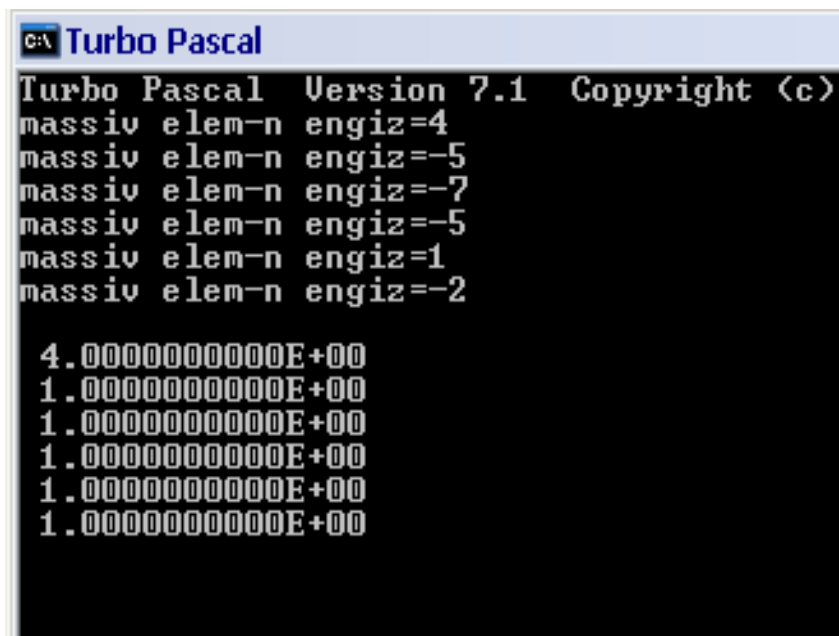 C:\ Turbo Pascal
Turbo Pascal Version 7.1 Copyright (c)
massiv elem-n engiz=4
massiv elem-n engiz=-5
massiv elem-n engiz=-7
massiv elem-n engiz=-5
massiv elem-n engiz=1
massiv elem-n engiz=-2
4.0000000000E+00
1.0000000000E+00
1.0000000000E+00
1.0000000000E+00
1.0000000000E+00
1.0000000000E+00